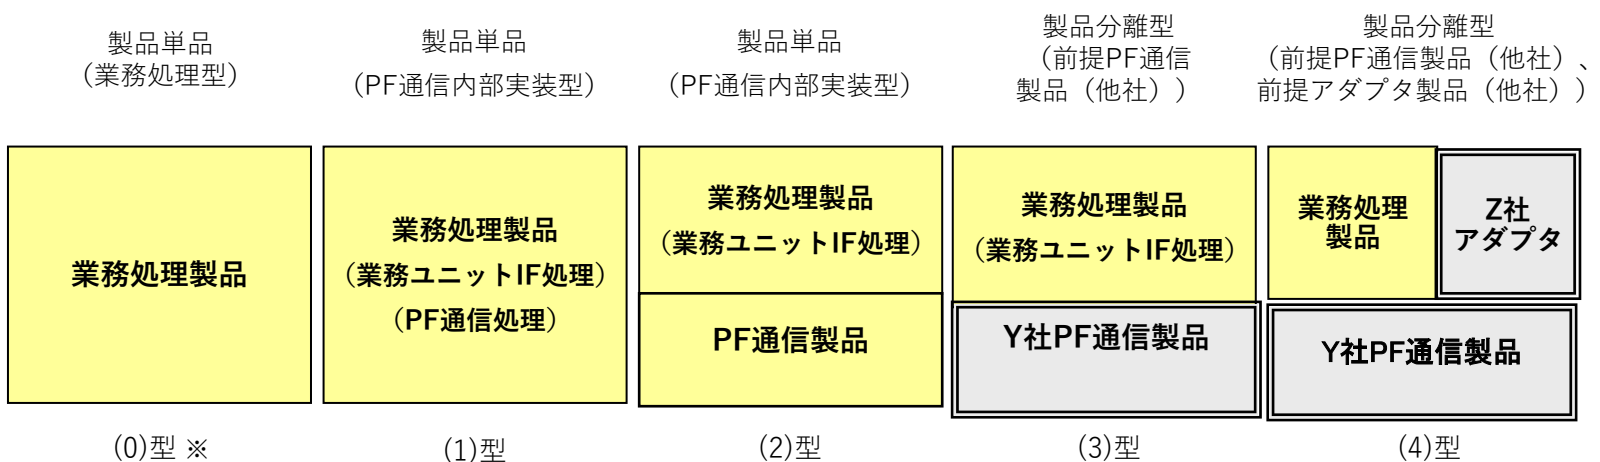 製品単品
（業務処理型）
製品単品
（PF通信内部実装型）
製品単品
（PF通信内部実装型）
製品分離型
（前提PF通信
製品（他社））
製品分離型
（前提PF通信製品（他社）、
前提アダプタ製品（他社））
業務処理製品
業務処理製品
（業務ユニットIF処理）
（PF通信処理）
業務処理製品
（業務ユニットIF処理）
PF通信製品
業務処理製品
（業務ユニットIF処理）
Y社PF通信製品
業務処理
製品
Z社
アダプタ
Y社PF通信製品
(0)型 ※
(1)型
(2)型
(3)型
(4)型